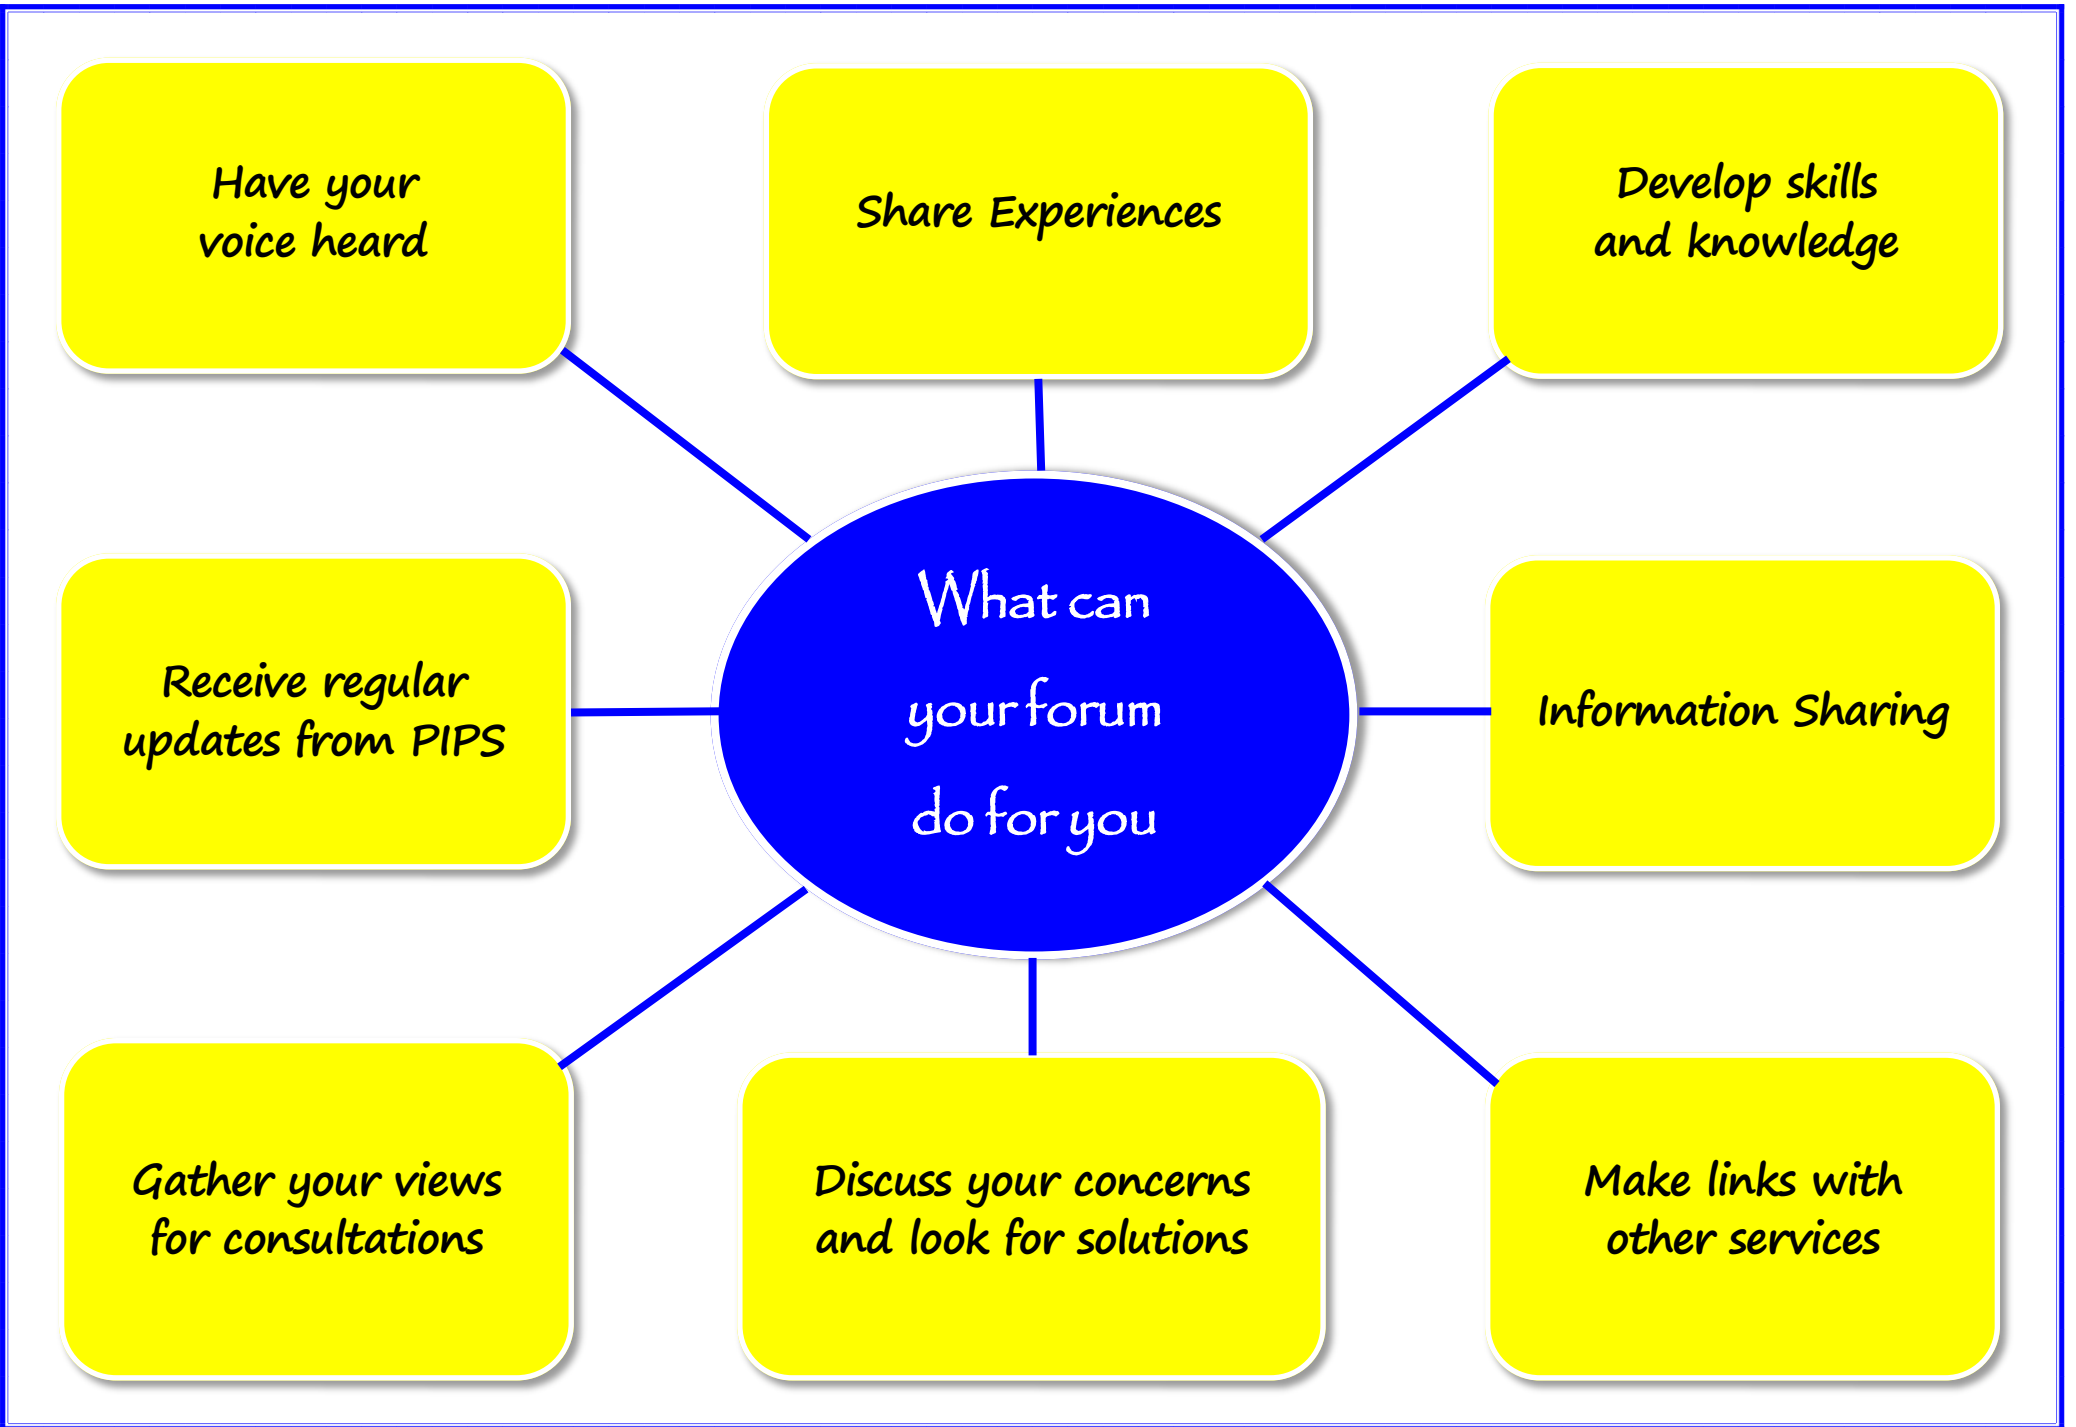 Have your
voice heard
Share Experiences
Develop skills
and knowledge
Receive regular
updates from PIPS
What can
your forum
do for you
Information Sharing
Gather your views
for consultations
Discuss your concerns
and look for solutions
Make links with
other services